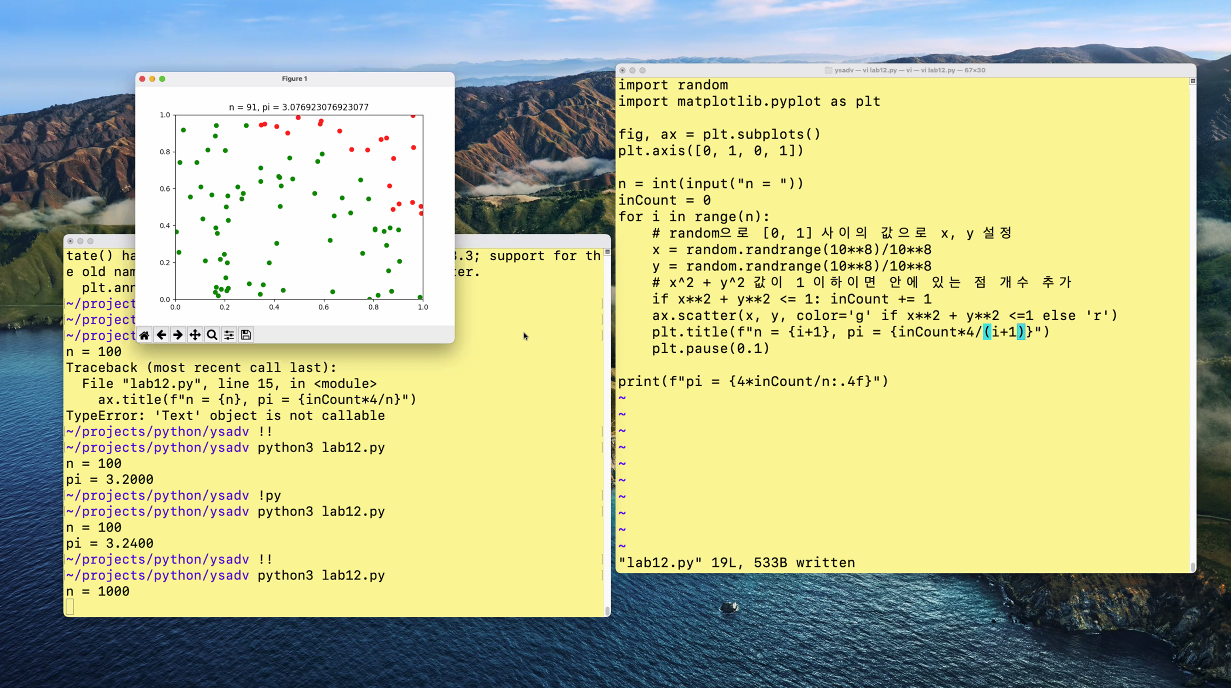 Figure 1
n = 91, pi = 3.076923076923077
1.0
0.8
0.6
0.4
0.2
0.0
0.0 0.2 0.4 0.6 0.8 1.0
tate() ha .3; support for th
e old nam ter.
plt.ann
~/projec
~/projec
~/projec
n = 100
Traceback (most recent call last):
File "lab12.py", line 15, in <module>
ax.title(f"n = {n}, pi = {inCount*4/n}")
TypeError: 'Text' object is not callable
~/projects/python/ysadv !!
~/projects/python/ysadv python3 lab12.py
n = 100
pi = 3.2000
~/projects/python/ysadv !py
~/projects/python/ysadv python3 lab12.py
n = 100
pi = 3.2400
~/projects/python/ysadv !!
~/projects/python/ysadv python3 lab12.py
n = 1000
ysadv — vi lab12.py — vi — vi lab12.py — 67×30
import random
import matplotlib.pyplot as plt
fig, ax = plt.subplots()
plt.axis([0, 1, 0, 1])
n = int(input("n = "))
inCount = 0
for i in range(n):
# random으로 [0, 1] 사이의 값으로 x, y 설정
x = random.randrange(10**8)/10**8
y = random.randrange(10**8)/10**8
# x^2 + y^2 값이 1 이하이면 안에 있는 점 개수 추가
if x**2 + y**2 <= 1: inCount += 1
ax.scatter(x, y, color='g' if x**2 + y**2 <=1 else 'r')
plt.title(f"n = {i+1}, pi = {inCount*4/(i+1)}")
plt.pause(0.1)
print(f"pi = {4*inCount/n:.4f}")
~
~
~
~
~
~
~
~
~
~
"lab12.py" 19L, 533B written